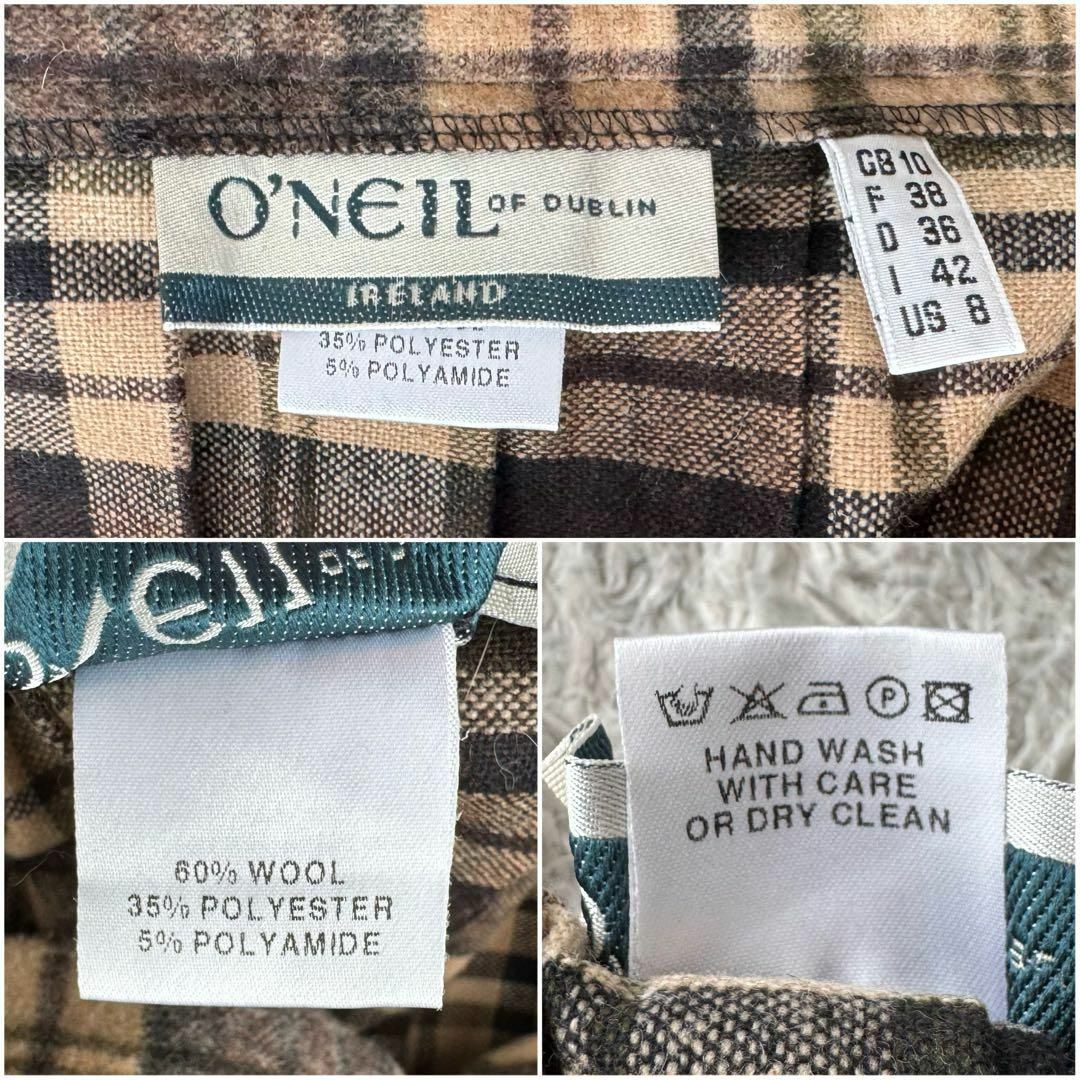 O'NEIL OF DUBLIN
IRELAND
35% POLYESTER
5% POLYAMIDE
GB 10
F 38
D 36
I 42
US 8
60% WOOL
35% POLYESTER
5% POLYAMIDE
P
HAND WASH
WITH CARE
OR DRY CLEAN